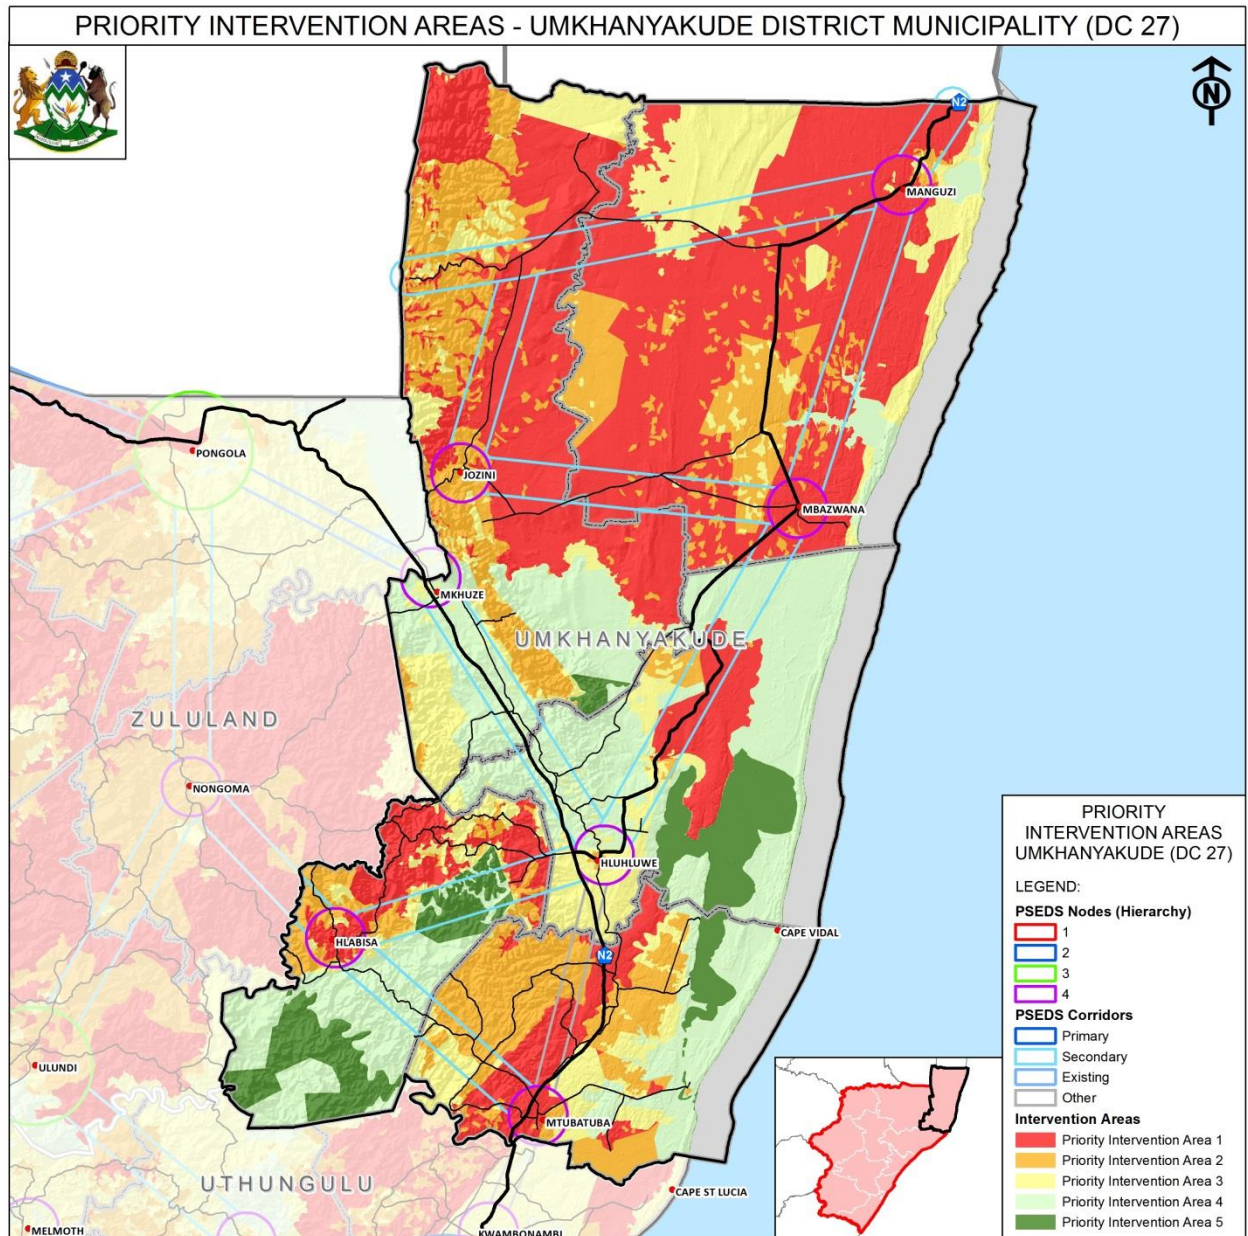 PRIORITY INTERVENTION AREAS - UMKHANYAKUDE DISTRICT MUNICIPALITY (DC 27)
N
N2
MANGUZI
PONGOLA
JOZINI
MBAZWANA
MKHUZE
UMKHANYAKUDE
ZULULAND
NONGOMA
HLUHLUWE
CAPE VIDAL
HLABISA
N2
ULUNDI
MTUBATUBA
UTHUNGULU
CAPE ST LUCIA
MELMOTH
KWAMBONAMBI
PRIORITY
INTERVENTION AREAS
UMKHANYAKUDE (DC 27)
LEGEND:
PSEDS Nodes (Hierarchy)
1
2
3
4
PSEDS Corridors
Primary
Secondary
Existing
Other
Intervention Areas
Priority Intervention Area 1
Priority Intervention Area 2
Priority Intervention Area 3
Priority Intervention Area 4
Priority Intervention Area 5